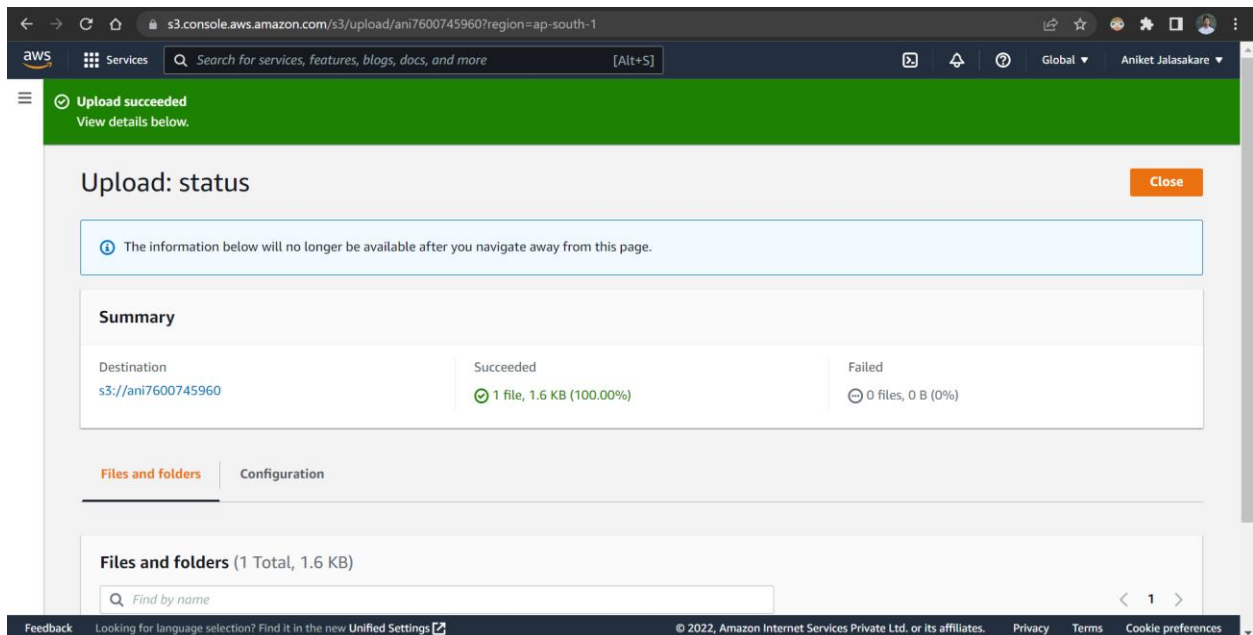 s3.console.aws.amazon.com/s3/upload/ani7600745960?region=ap-south-1
aws Services Search for services, features, blogs, docs, and more [Alt+S] Global Aniket Jalasakare
Upload succeeded
View details below.
Upload: status Close
The information below will no longer be available after you navigate away from this page.
Summary
Destination Succeeded Failed
s3://ani7600745960 1 file, 1.6 KB (100.00%) 0 files, 0 B (0%)
Files and folders Configuration
Files and folders (1 Total, 1.6 KB)
Find by name 1
Feedback Looking for language selection? Find it in the new Unified Settings © 2022, Amazon Internet Services Private Ltd. or its affiliates. Privacy Terms Cookie preferences